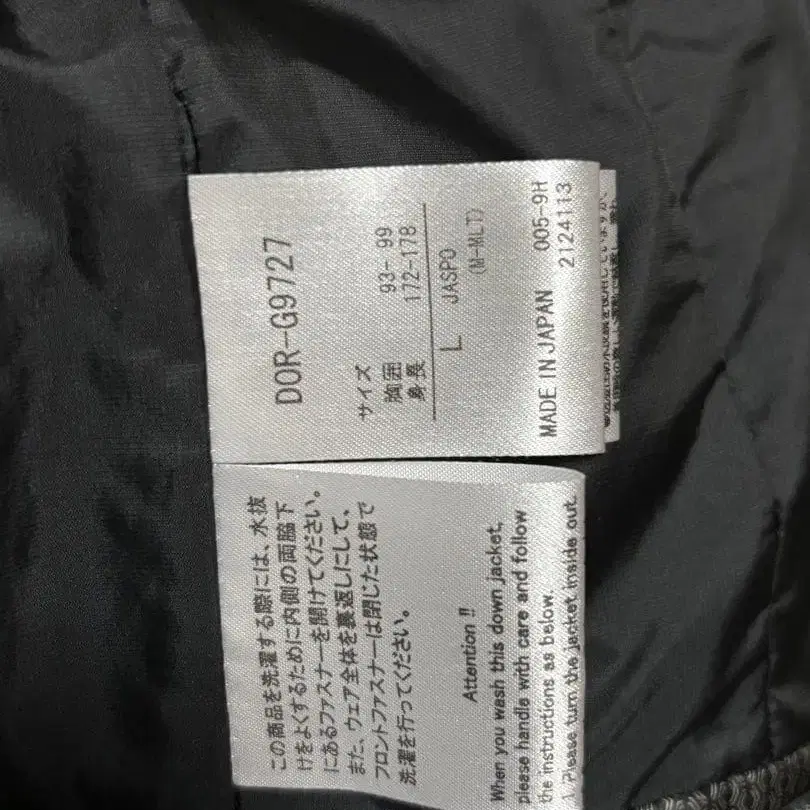 DOR-G9727
サイズ
胸囲 93-99
身長 172-178
L JASPO
(M-MLT)
MADE IN JAPAN 005-9H
2124113
この商品を洗濯する際には、水抜
けをよくするために内側の両脇下
にあるファスナーを開けてください。
また、ウェア全体を裏返しにして、
フロントファスナーは閉じた状態で
洗濯を行ってください。
Attention !!
When you wash this down jacket,
please handle with care and follow
the instructions as below.
1. Please turn the jacket inside out.